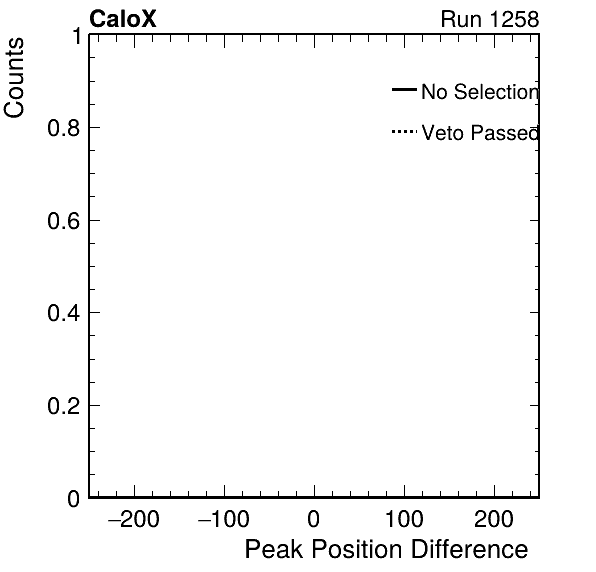 CaloX Run 1258
Counts
1
0.8
0.6
0.4
0.2
0
No Selection
Veto Passed
−200 −100 0 100 200
Peak Position Difference